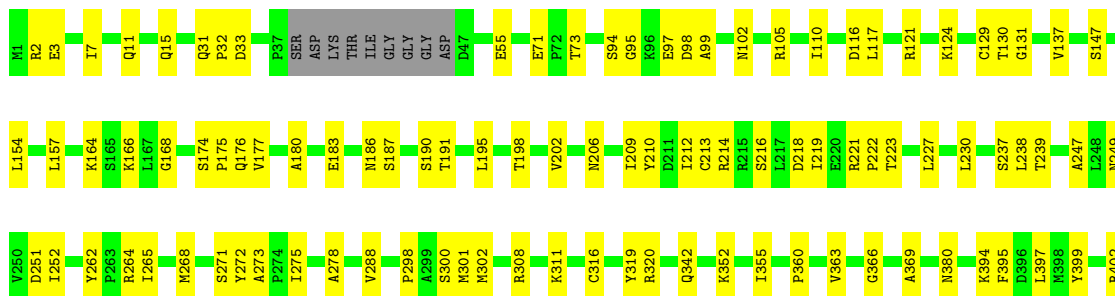 M1 R2 E3 I7 Q11 Q15 Q31 P32 D33 P37 SER ASP LYS THR ILE GLY GLY GLY ASP D47 E55 E71 P72 T73 S94 G95 K96 E97 D98 A99 N102 R105 I110 D116 L117 R121 K124 C129 T130 G131 V137 S147
L154 L157 K164 S165 K166 L167 G168 S174 P175 Q176 V177 A180 E183 N186 S187 S190 T191 L195 T198 V202 N206 I209 Y210 D211 I212 C213 R214 R215 S216 L217 D218 I219 E220 R221 P222 T223 L227 L230 S237 L238 T239 A247 L248 N249
V250 D251 I252 Y262 P263 R264 I265 M268 S271 Y272 A273 P274 I275 A278 V288 P298 A299 S300 M301 M302 R308 K311 C316 Y319 R320 Q342 K352 I355 P360 V363 G366 A369 N380 K394 F395 D396 L397 M398 Y399